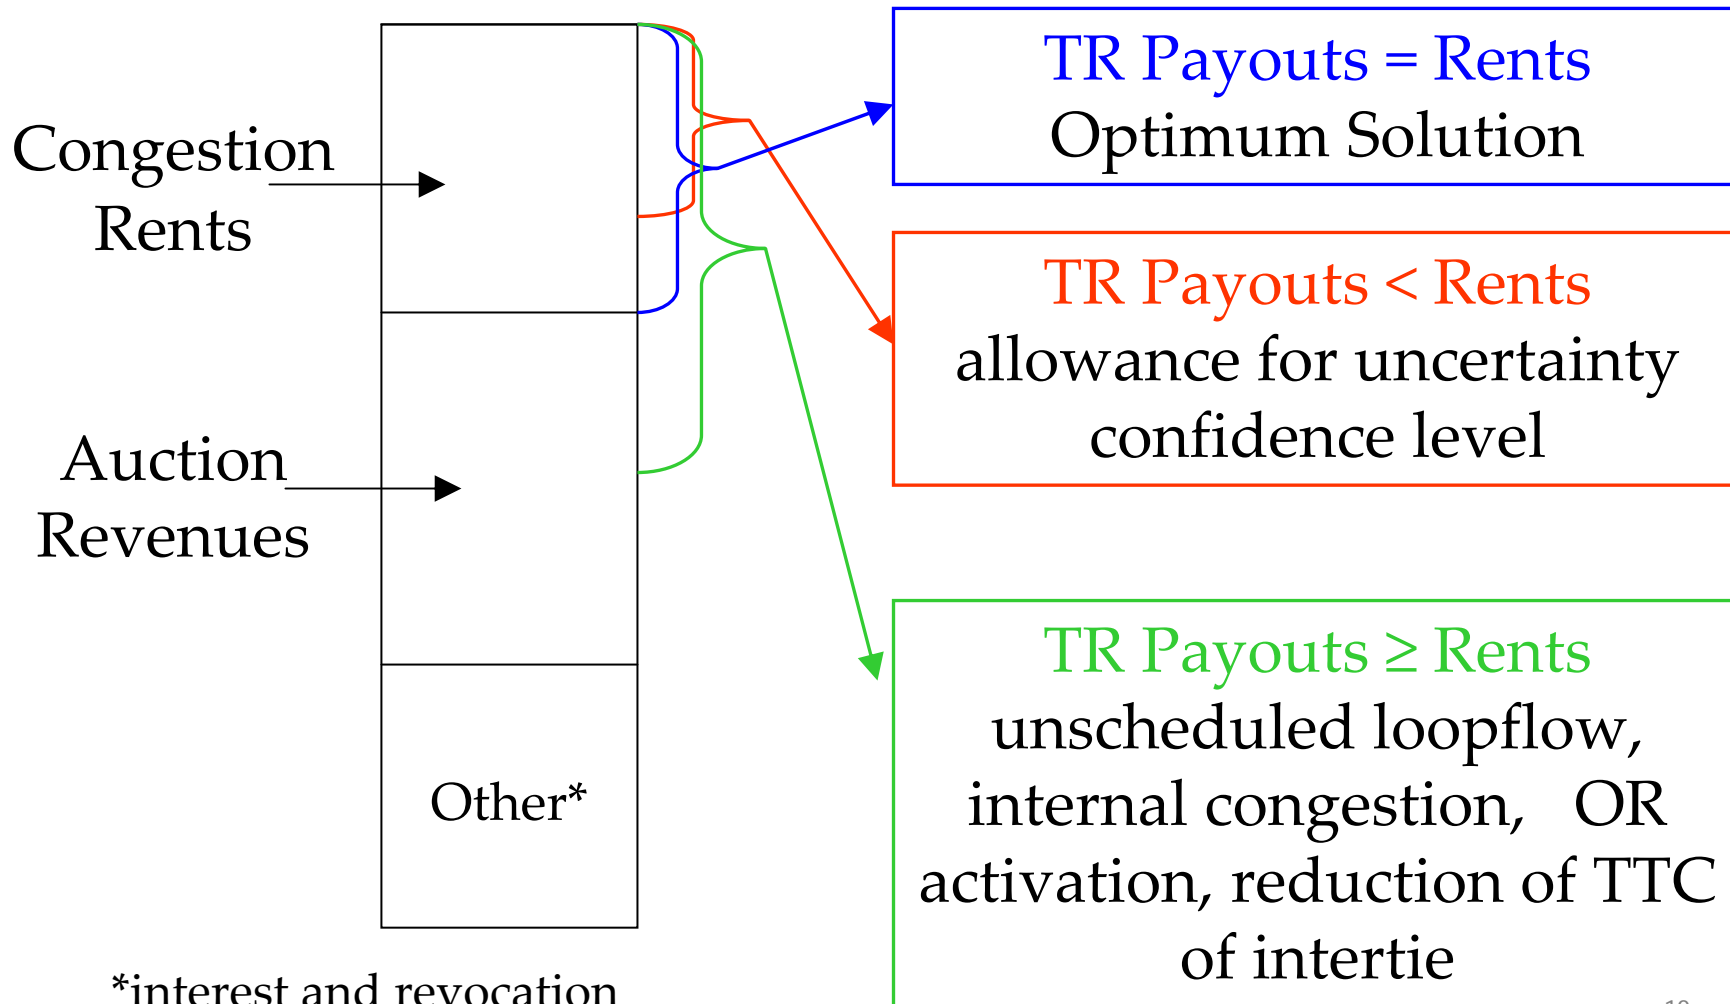 Congestion
Rents
Auction
Revenues
Other*
*interest and revocation
TR Payouts = Rents
Optimum Solution
TR Payouts < Rents
allowance for uncertainty
confidence level
TR Payouts ≥ Rents
unscheduled loopflow,
internal congestion, OR
activation, reduction of TTC
of intertie